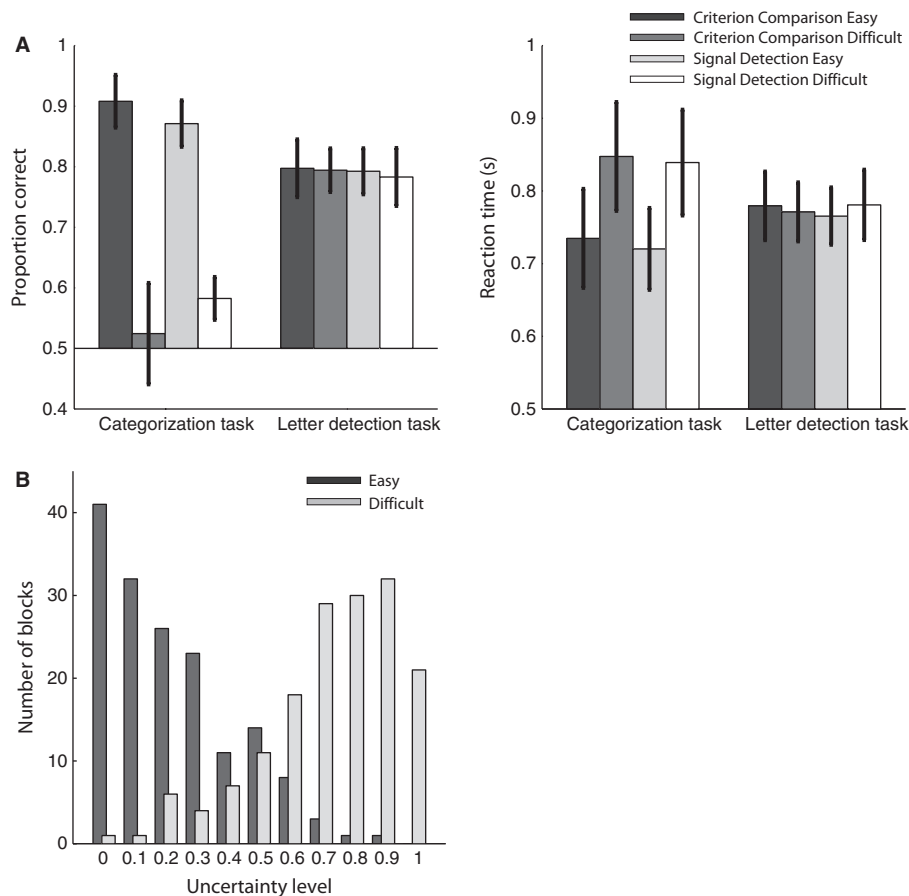 Criterion Comparison Easy
Criterion Comparison Difficult
Signal Detection Easy
Signal Detection Difficult
A
1
0.9
0.8
0.7
0.6
0.5
0.4
Proportion correct
Categorization task
Letter detection task
1
0.9
0.8
0.7
0.6
0.5
Reaction time (s)
Categorization task
Letter detection task
B
Easy
Difficult
40
30
20
10
0
Number of blocks
0 0.1 0.2 0.3 0.4 0.5 0.6 0.7 0.8 0.9 1
Uncertainty level